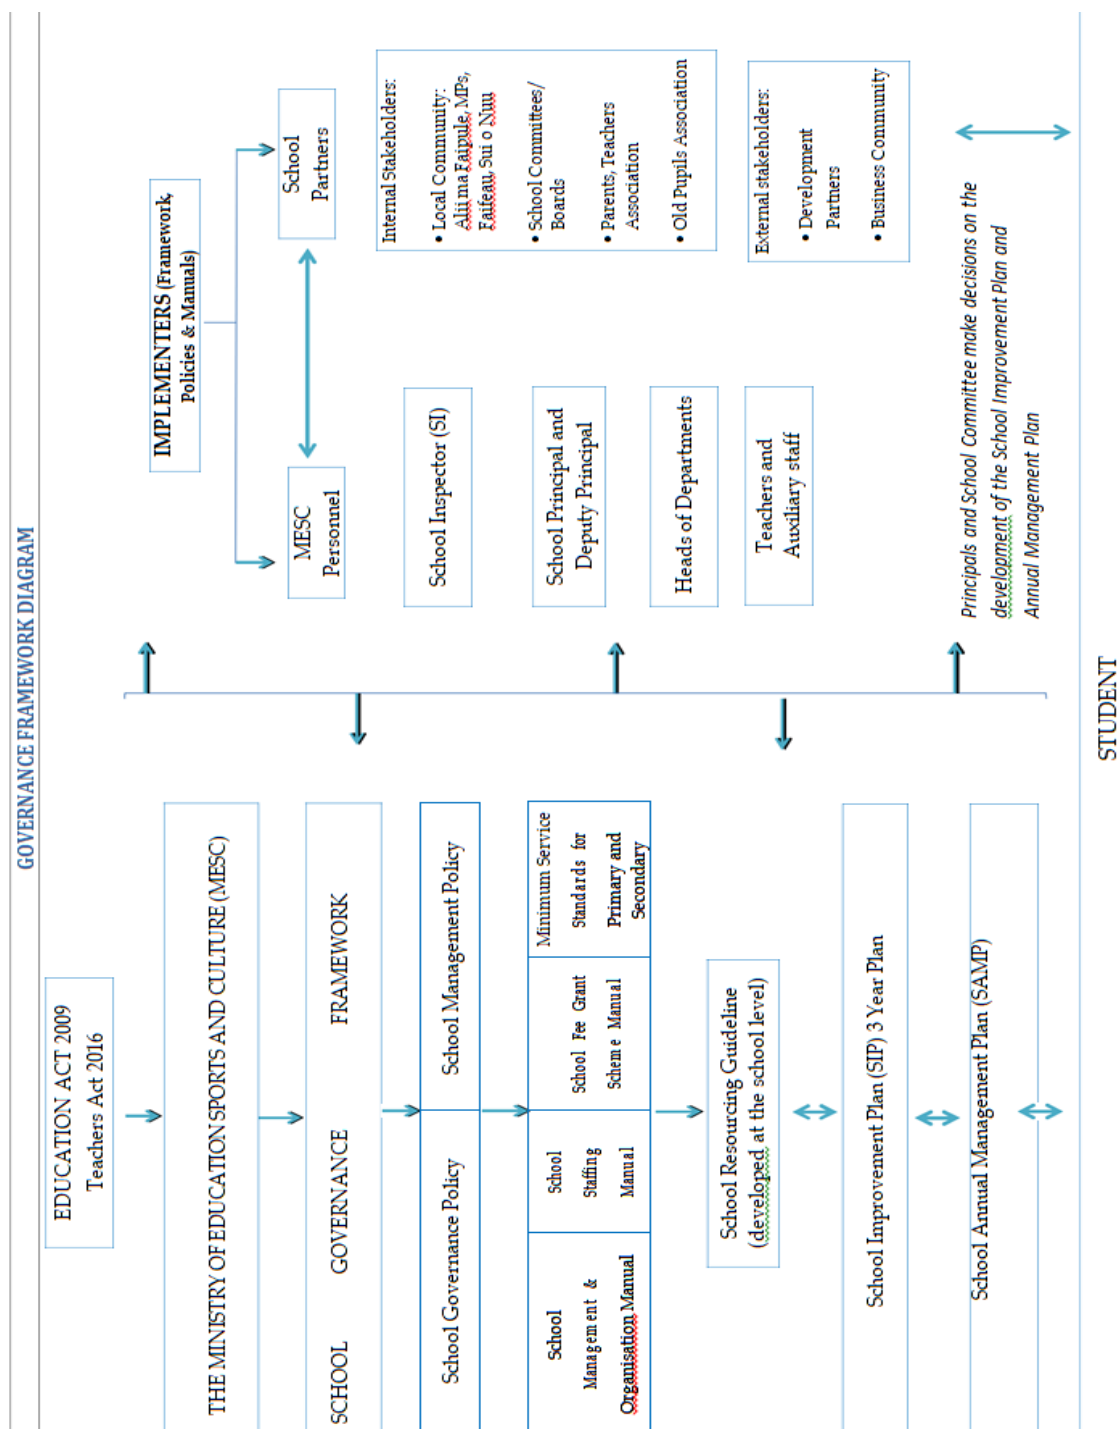 GOVERNANCE FRAMEWORK DIAGRAM
EDUCATION ACT 2009
Teachers Act 2016
THE MINISTRY OF EDUCATION SPORTS AND CULTURE (MESC)
SCHOOL GOVERNANCE FRAMEWORK
School Governance Policy
School Management Policy
School
Management &
Organisation Manual
School
Staffing
Manual
School Fee Grant
Scheme Manual
Minimum Service
Standards for
Primary and
Secondary
School Resourcing Guideline
(developed at the school level)
School Improvement Plan (SIP) 3 Year Plan
School Annual Management Plan (SAMP)
IMPLEMENTERS (Framework,
Policies & Manuals)
MESC
Personnel
School Inspector (SI)
School Principal and
Deputy Principal
Heads of Departments
Teachers and
Auxiliary staff
School
Partners
Internal Stakeholders:
• Local Community:
Alii ma Faipule, MPs,
Faifeau, Sui o Nuu
• School Committees/
Boards
• Parents, Teachers
Association
• Old Pupils Association
External stakeholders:
• Development
Partners
• Business Community
Principals and School Committee make decisions on the
development of the School Improvement Plan and
Annual Management Plan
STUDENT